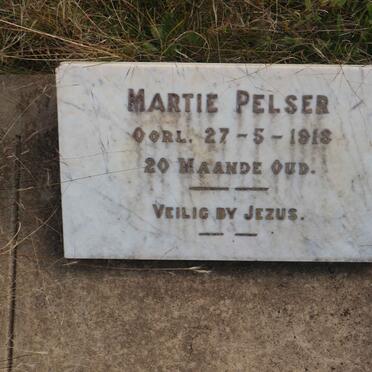 MARTIE PELSER
OORL. 27-5-1918
20 MAANDE OUD.
VEILIG BY JEZUS.